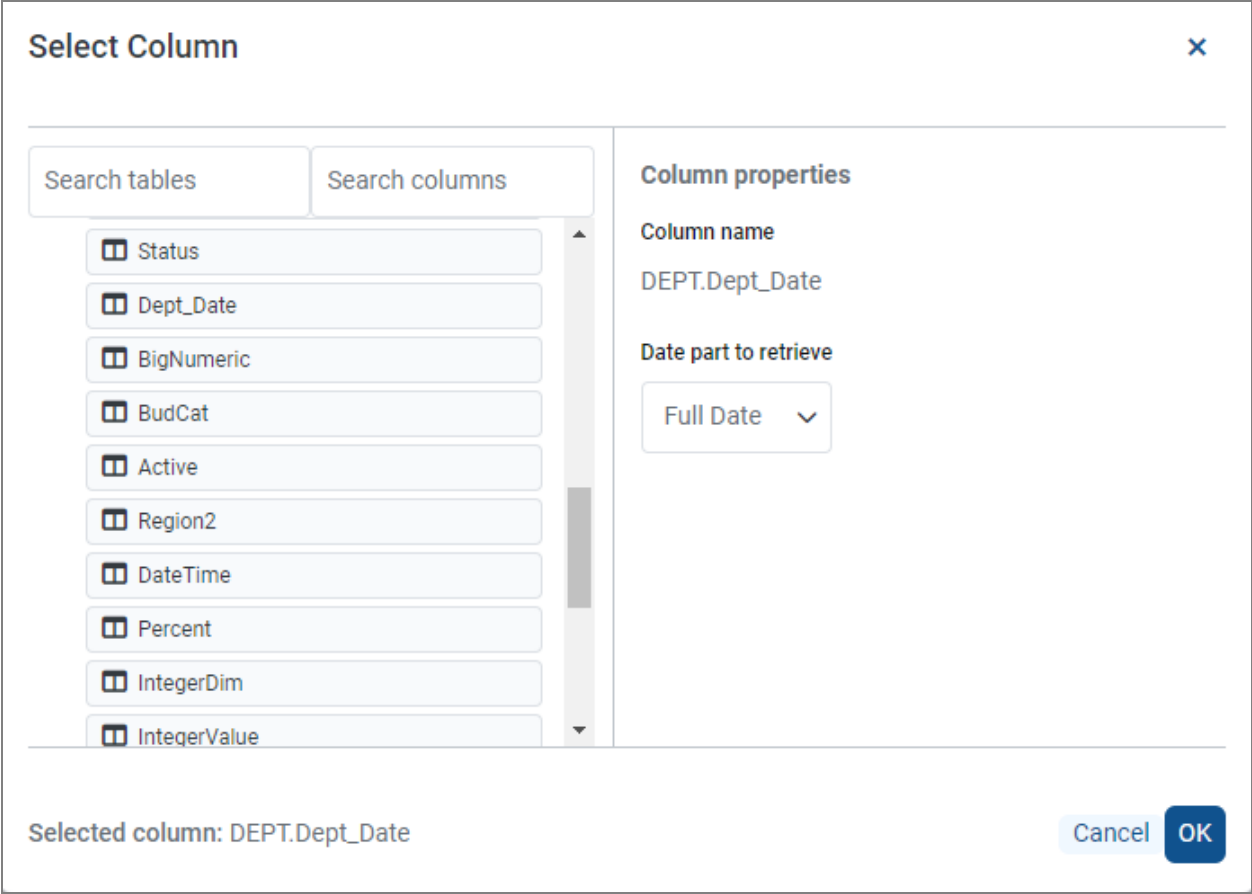 Select Column
Search tables
Search columns
Status
Dept_Date
BigNumeric
BudCat
Active
Region2
DateTime
Percent
IntegerDim
IntegerValue
Column properties
Column name
DEPT.Dept_Date
Date part to retrieve
Full Date
Selected column: DEPT.Dept_Date
Cancel
OK